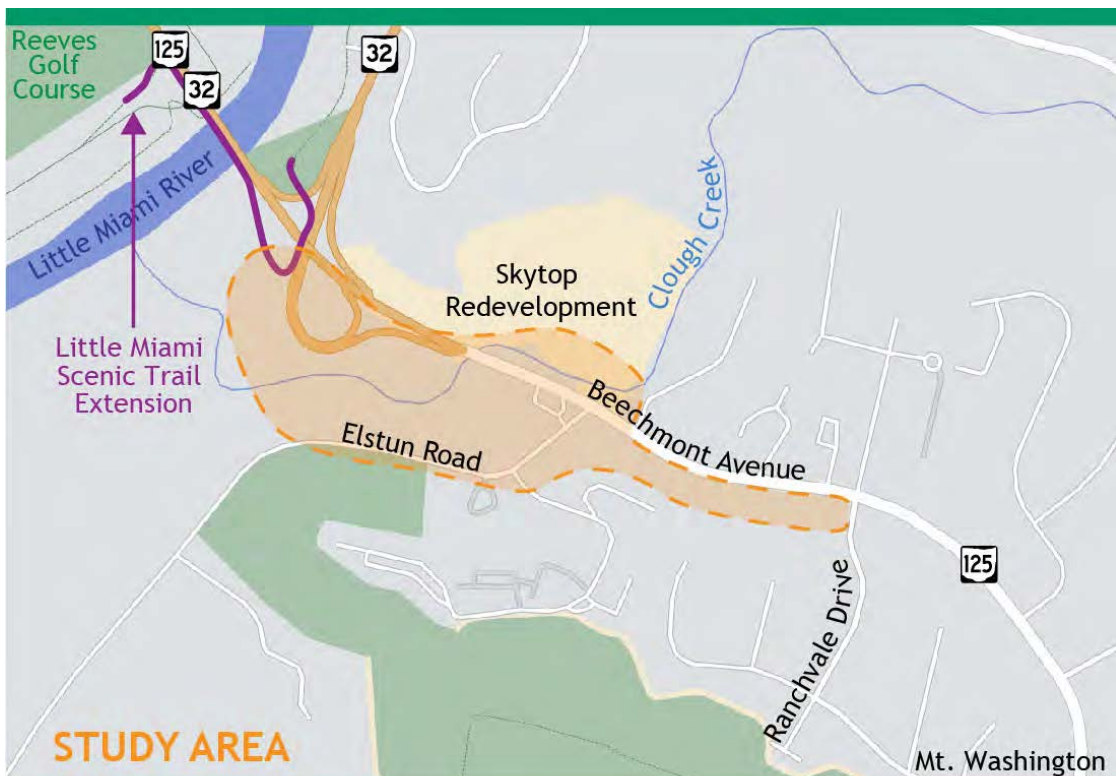 Reeves
Golf
Course
125
32
32
Little Miami River
Clough Creek
Skytop
Redevelopment
Little Miami
Scenic Trail
Extension
Elstun Road
Beechmont Avenue
125
Ranchvale Drive
STUDY AREA
Mt. Washington